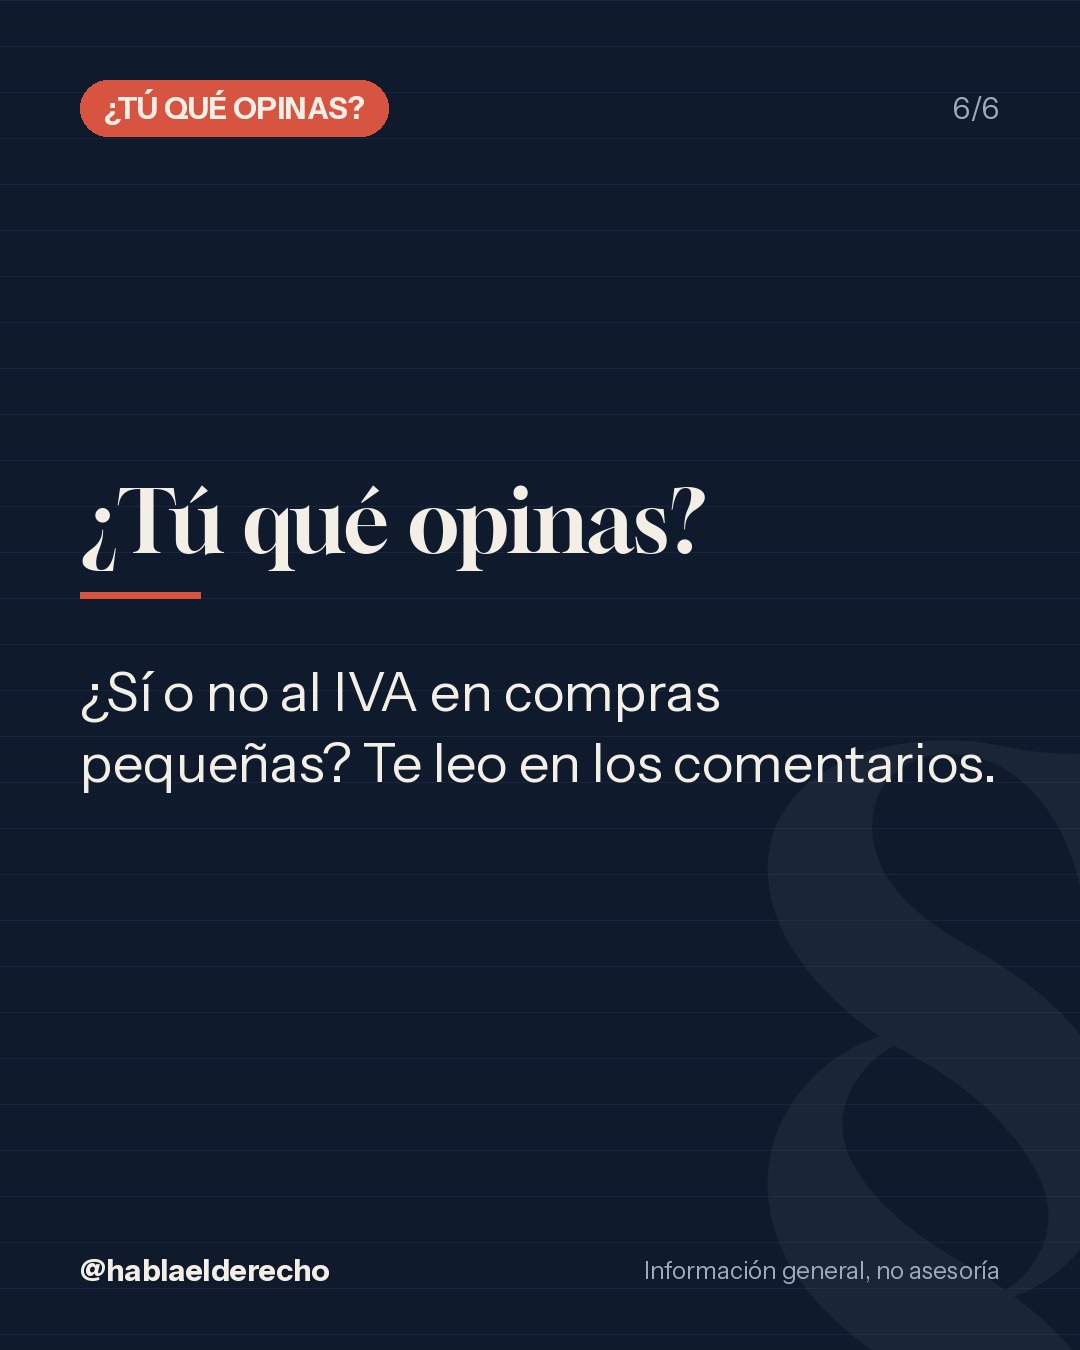 ¿TÚ QUÉ OPINAS?
6/6
¿Tú qué opinas?
¿Sí o no al IVA en compras
pequeñas? Te leo en los comentarios.
§
@hablaelderecho
Información general, no asesoría